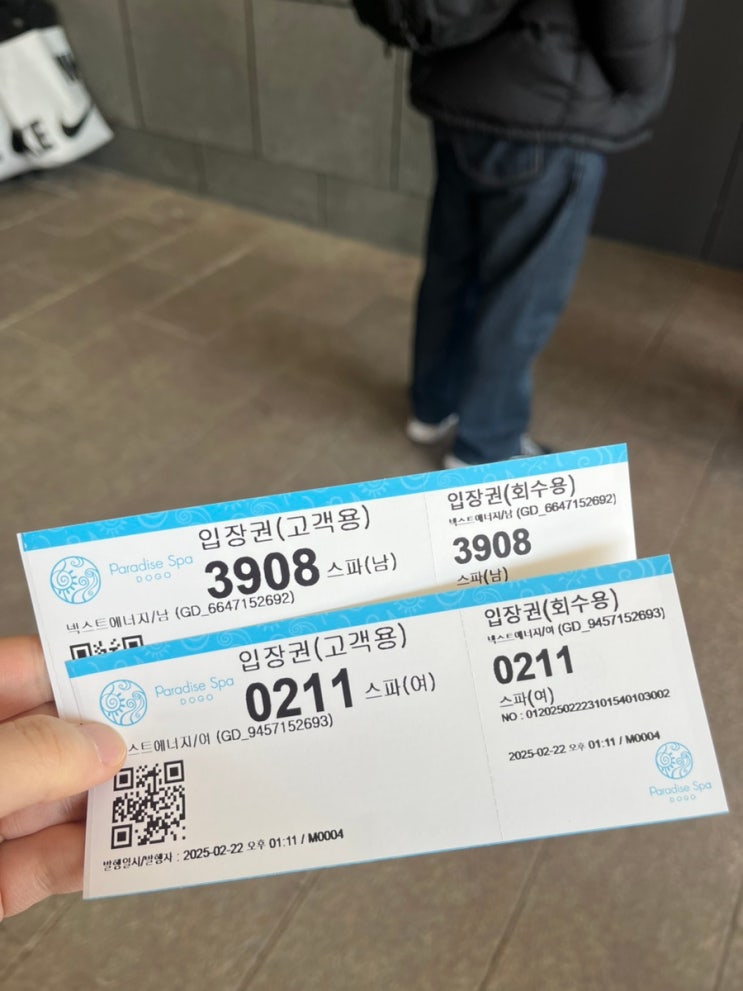 KE
입장권(고객용)
Paradise Spa
DOGO
3908 스파(남)
넥스트에너지/남 (GD_6647152692)
입장권(회수용)
넥스트에너지/남 (GD_6647152692)
3908
스파(남)
입장권(고객용)
Paradise Spa
DOGO
0211 스파(여)
스트에너지/여 (GD_9457152693)
발행일시/발행자 : 2025-02-22 오후 01:11 / M0004
입장권(회수용)
넥스트에너지/여 (GD_9457152693)
0211
스파(여)
NO : 01202502223101540103002
2025-02-22 오후 01:11 / M0004
Paradise Spa
DOGO